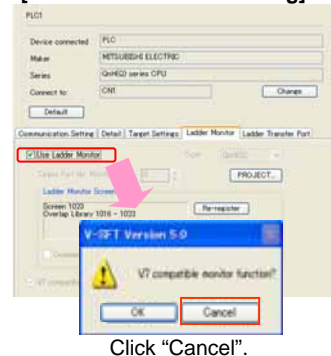 PLC1
Device connected PLC
Maker MITSUBISHI ELECTRIC
Series QnH(Q) series CPU
Connect to CN1 Change
Default
Communication Setting Detail Target Settings Ladder Monitor Ladder Transfer Port
Use Ladder Monitor Type
PROJECT...
Ladder Monitor Screen
Screen 1023
Overlap Library 1016 - 1023
Re-register
V-SFT Version 5.0
V7 compatible monitor function?
OK Cancel
Click “Cancel”.